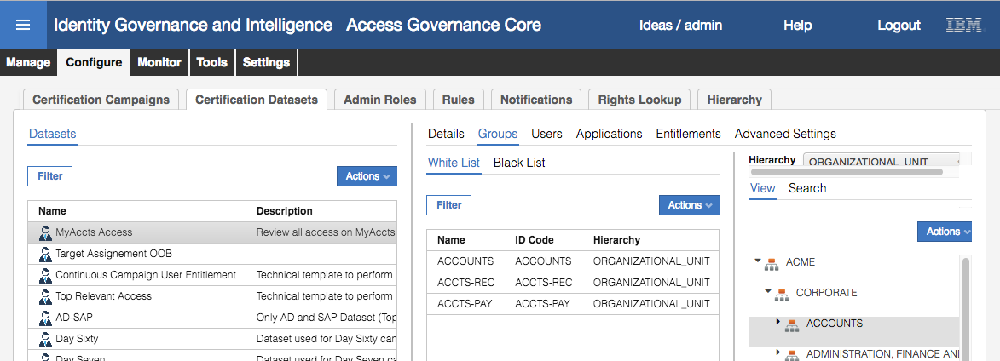 Identity Governance and Intelligence Access Governance Core Ideas / admin Help Logout IBM
Manage Configure Monitor Tools Settings
Certification Campaigns Certification Datasets Admin Roles Rules Notifications Rights Lookup Hierarchy
Datasets
Filter Actions
Name Description
MyAccts Access Review all access on MyAccts
Target Assignement OOB
Continuous Campaign User Entitlement Technical template to perform
Top Relevant Access Technical template to perform
AD-SAP Only AD and SAP Dataset (Top
Day Sixty Dataset used for Day Sixty cam
Day Seven Dataset used for Day Seven ca
Details Groups Users Applications Entitlements Advanced Settings
White List Black List
Filter Actions
Name ID Code Hierarchy
ACCOUNTS ACCOUNTS ORGANIZATIONAL_UNIT
ACCTS-REC ACCTS-REC ORGANIZATIONAL_UNIT
ACCTS-PAY ACCTS-PAY ORGANIZATIONAL_UNIT
Hierarchy ORGANIZATIONAL_UNIT
View Search
Actions
ACME
CORPORATE
ACCOUNTS
ADMINISTRATION, FINANCE AN